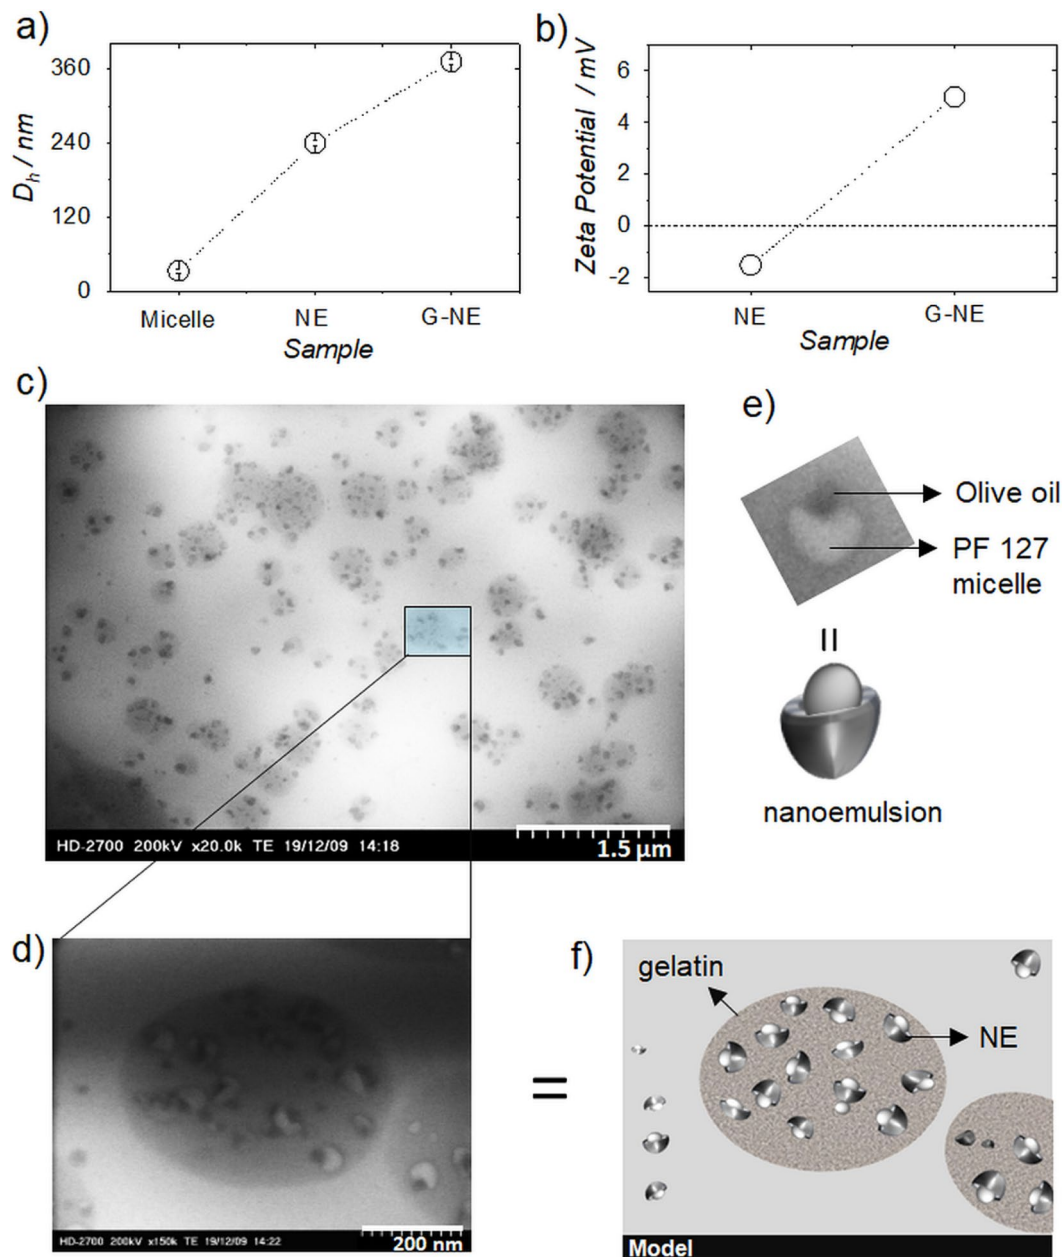 a)
D_h / nm
360
240
120
0
Micelle
NE
G-NE
Sample
b)
Zeta Potential / mV
6
4
2
0
-2
NE
G-NE
Sample
c)
HD-2700 200kV x20.0k TE 19/12/09 14:18
1.5 µm
e)
Olive oil
PF 127
micelle
=
nanoemulsion
d)
HD-2700 200kV x150k TE 19/12/09 14:22
200 nm
=
f)
gelatin
NE
Model